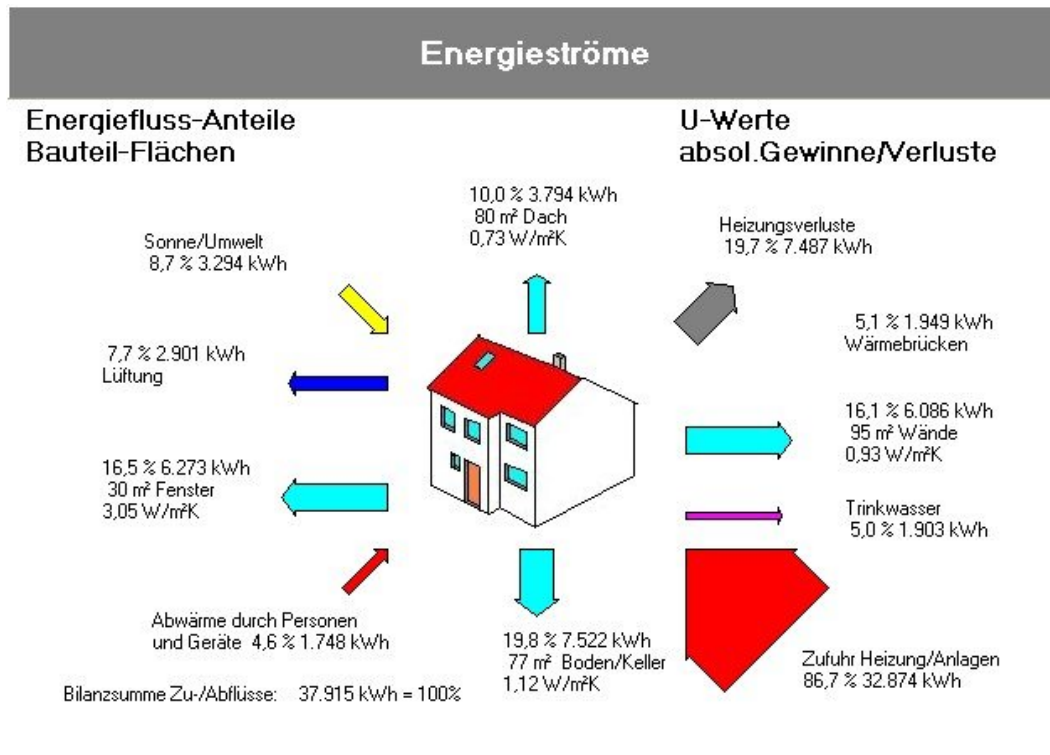 Energieströme
Energiefluss-Anteile
Bauteil-Flächen
U-Werte
absol.Gewinne/Verluste
10,0 % 3.794 kWh
80 m² Dach
0,73 W/m²K
Sonne/Umwelt
8,7 % 3.294 kWh
Heizungsverluste
19,7 % 7.487 kWh
7,7 % 2.901 kWh
Lüftung
5,1 % 1.949 kWh
Wärmebrücken
16,1 % 6.086 kWh
95 m² Wände
0,93 W/m²K
16,5 % 6.273 kWh
30 m² Fenster
3,05 W/m²K
Trinkwasser
5,0 % 1.903 kWh
Abwärme durch Personen
und Geräte 4,6 % 1.748 kWh
19,8 % 7.522 kWh
77 m² Boden/Keller
1,12 W/m²K
Zufuhr Heizung/Anlagen
86,7 % 32.874 kWh
Bilanzsumme Zu-/Abflüsse: 37.915 kWh = 100%